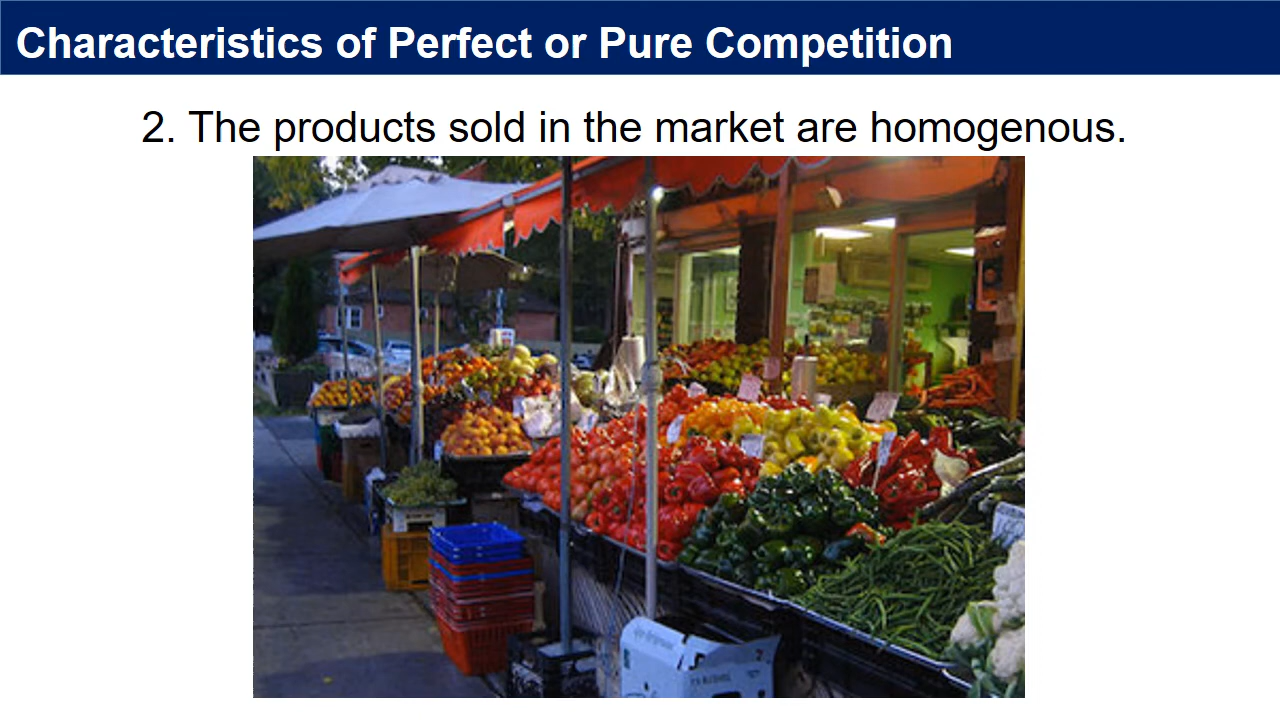 Characteristics of Perfect or Pure Competition
2. The products sold in the market are homogenous.